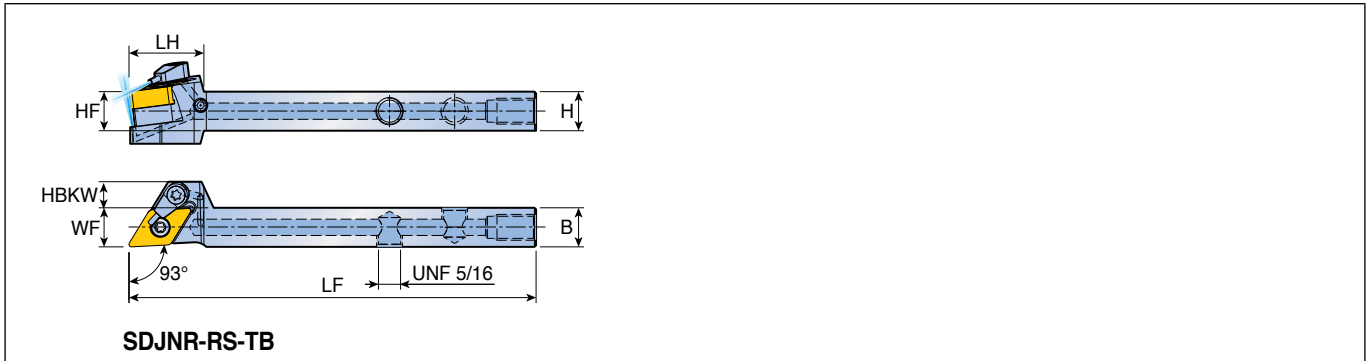 LH
HF
H
HBKW
WF
B
93°
LF
UNF 5/16
SDJNR-RS-TB